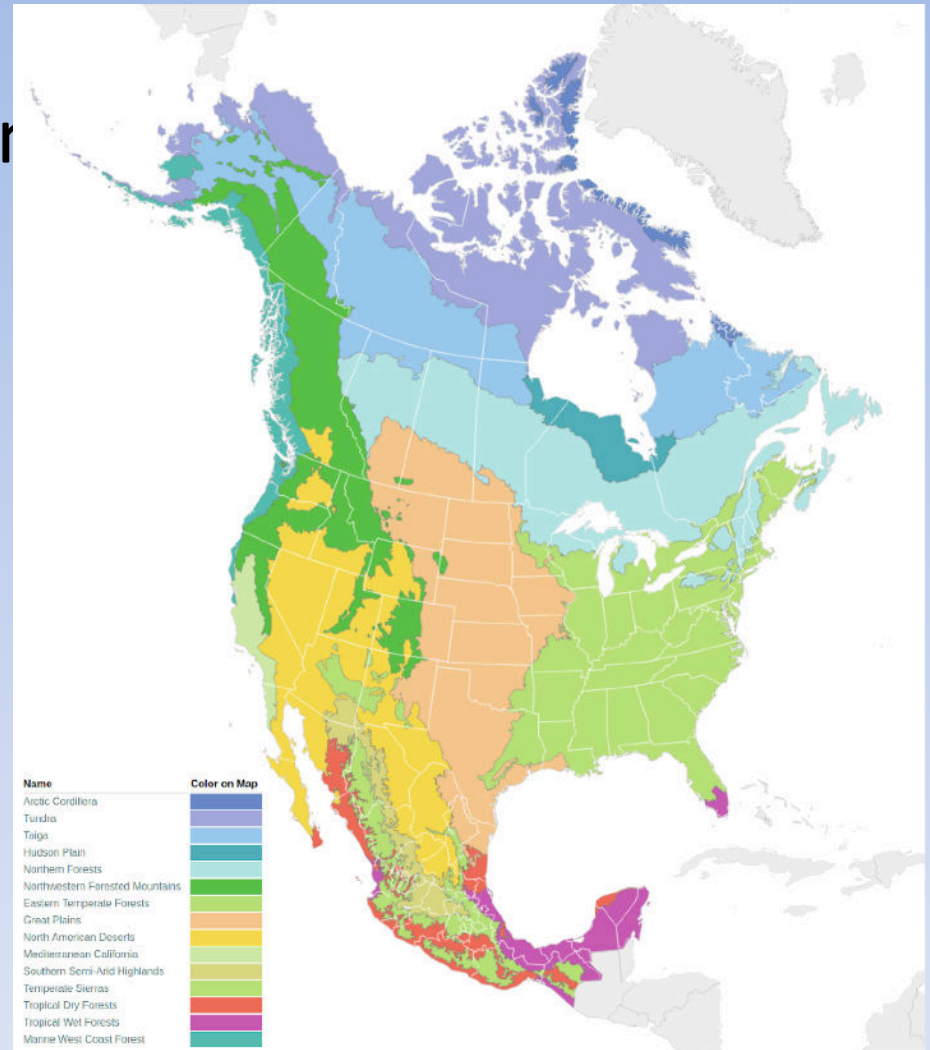 Name Color on Map
Arctic Cordillera
Tundra
Taiga
Hudson Plain
Northern Forests
Northwestern Forested Mountains
Eastern Temperate Forests
Great Plains
North American Deserts
Mediterranean California
Southern Semi-Arid Highlands
Temperate Sierras
Tropical Dry Forests
Tropical Wet Forests
Marine West Coast Forest